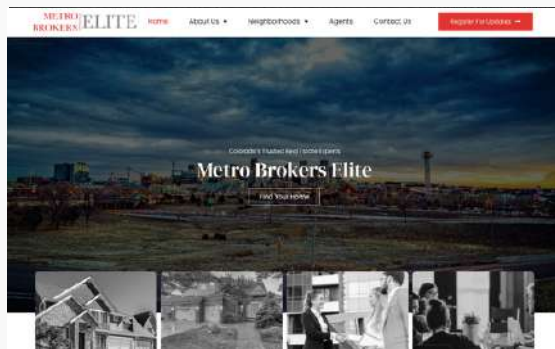 METRO
BROKERS
ELITE
Home
About Us
Neighborhoods
Agents
Contact Us
Register For Updates
Colorado's Trusted Real Estate Experts
Metro Brokers Elite
Find Your Home